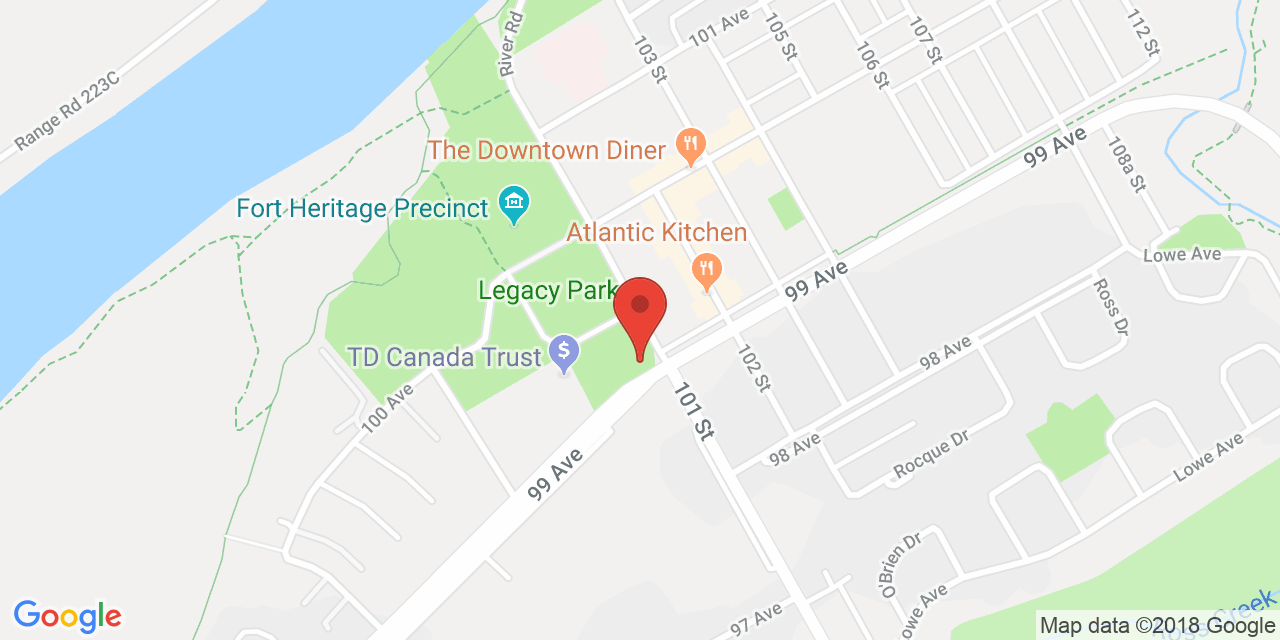 Range Rd 223C
River Rd
101 Ave
103 St
105 St
106 St
107 St
112 St
The Downtown Diner
99 Ave
108a St
Fort Heritage Precinct
Atlantic Kitchen
Lowe Ave
Legacy Park
99 Ave
Ross Dr
TD Canada Trust
102 St
98 Ave
100 Ave
101 St
98 Ave
Rocque Dr
Lowe Ave
99 Ave
O'Brien Dr
Lowe Ave
97 Ave
Creek
Google
Map data ©2018 Google